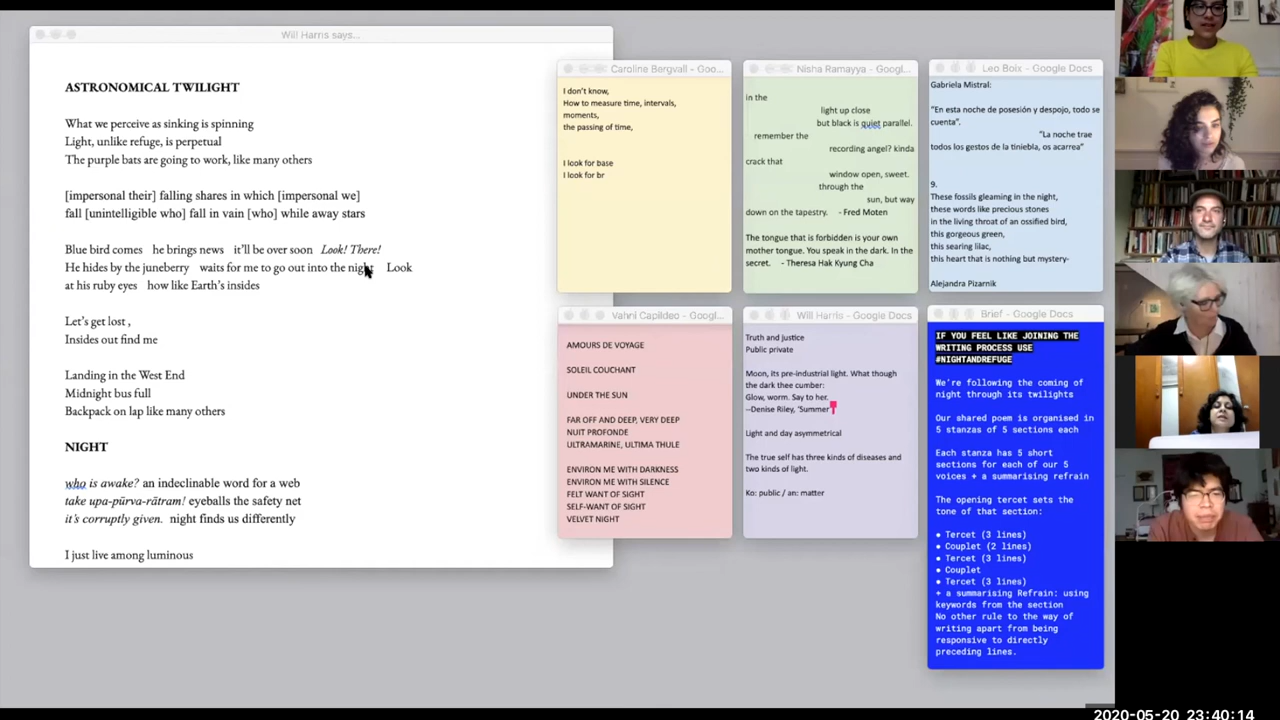 Will Harris says...
ASTRONOMICAL TWILIGHT
What we perceive as sinking is spinning
Light, unlike refuge, is perpetual
The purple bats are going to work, like many others
[impersonal their] falling shares in which [impersonal we]
fall [unintelligible who] fall in vain [who] while away stars
Blue bird comes he brings news it'll be over soon Look! There!
He hides by the juneberry waits for me to go out into the night Look
at his ruby eyes how like Earth's insides
Let's get lost ,
Insides out find me
Landing in the West End
Midnight bus full
Backpack on lap like many others
NIGHT
who is awake? an indeclinable word for a web
take upa-pūrva-rātram! eyeballs the safety net
it's corruptly given. night finds us differently
I just live among luminous
Caroline Bergvall - Goo...
I don't know,
How to measure time, intervals,
moments,
the passing of time,
I look for base
I look for br
Nisha Ramayya - Googl...
in the
light up close
but black is quiet parallel.
remember the
recording angel? kinda
crack that
window open, sweet.
through the
sun, but way
down on the tapestry. - Fred Moten
The tongue that is forbidden is your own
mother tongue. You speak in the dark. In the
secret. - Theresa Hak Kyung Cha
Leo Boix - Google Docs
Gabriela Mistral:
"En esta noche de posesión y despojo, todo se
cuenta".
"La noche trae
todos los gestos de la tiniebla, os acarrea"
9.
These fossils gleaming in the night,
these words like precious stones
in the living throat of an ossified bird,
this gorgeous green,
this searing lilac,
this heart that is nothing but mystery-
Alejandra Pizarnik
Vahni Capildeo - Googl...
AMOURS DE VOYAGE
SOLEIL COUCHANT
UNDER THE SUN
FAR OFF AND DEEP, VERY DEEP
NUIT PROFONDE
ULTRAMARINE, ULTIMA THULE
ENVIRON ME WITH DARKNESS
ENVIRON ME WITH SILENCE
FELT WANT OF SIGHT
SELF-WANT OF SIGHT
VELVET NIGHT
Will Harris - Google Docs
Truth and justice
Public private
Moon, its pre-industrial light. What though
the dark thee cumber:
Glow, worm. Say to her.
--Denise Riley, 'Summer'
Light and day asymmetrical
The true self has three kinds of diseases and
two kinds of light.
Ko: public / an: matter
Brief - Google Docs
IF YOU FEEL LIKE JOINING THE
WRITING PROCESS USE
#NIGHTANDREFUGE
We're following the coming of
night through its twilights
Our shared poem is organised in
5 stanzas of 5 sections each
Each stanza has 5 short
sections for each of our 5
voices + a summarising refrain
The opening tercet sets the
tone of that section:
● Tercet (3 lines)
● Couplet (2 lines)
● Tercet (3 lines)
● Couplet
● Tercet (3 lines)
+ a summarising Refrain: using
keywords from the section
No other rule to the way of
writing apart from being
responsive to directly
preceding lines.
2020-05-20 23:40:14